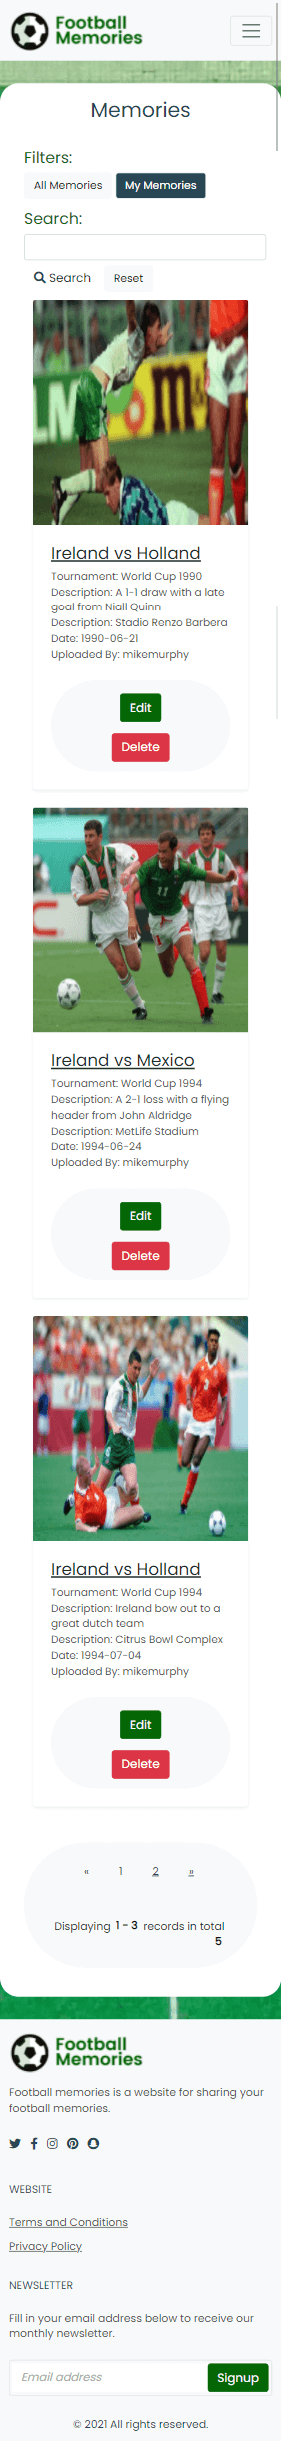 Football
Memories
Memories
Filters:
All Memories
My Memories
Search:
Search
Reset
Ireland vs Holland
Tournament: World Cup 1990
Description: A 1-1 draw with a late
goal from Niall Quinn
Description: Stadio Renzo Barbera
Date: 1990-06-21
Uploaded By: mikemurphy
Edit
Delete
11
Ireland vs Mexico
Tournament: World Cup 1994
Description: A 2-1 loss with a flying
header from John Aldridge
Description: MetLife Stadium
Date: 1994-06-24
Uploaded By: mikemurphy
Edit
Delete
Ireland vs Holland
Tournament: World Cup 1994
Description: Ireland bow out to a
great dutch team
Description: Citrus Bowl Complex
Date: 1994-07-04
Uploaded By: mikemurphy
Edit
Delete
« 1 2 »
Displaying 1 - 3 records in total
5
Football
Memories
Football memories is a website for sharing your
football memories.
WEBSITE
Terms and Conditions
Privacy Policy
NEWSLETTER
Fill in your email address below to receive our
monthly newsletter.
Email address
Signup
© 2021 All rights reserved.